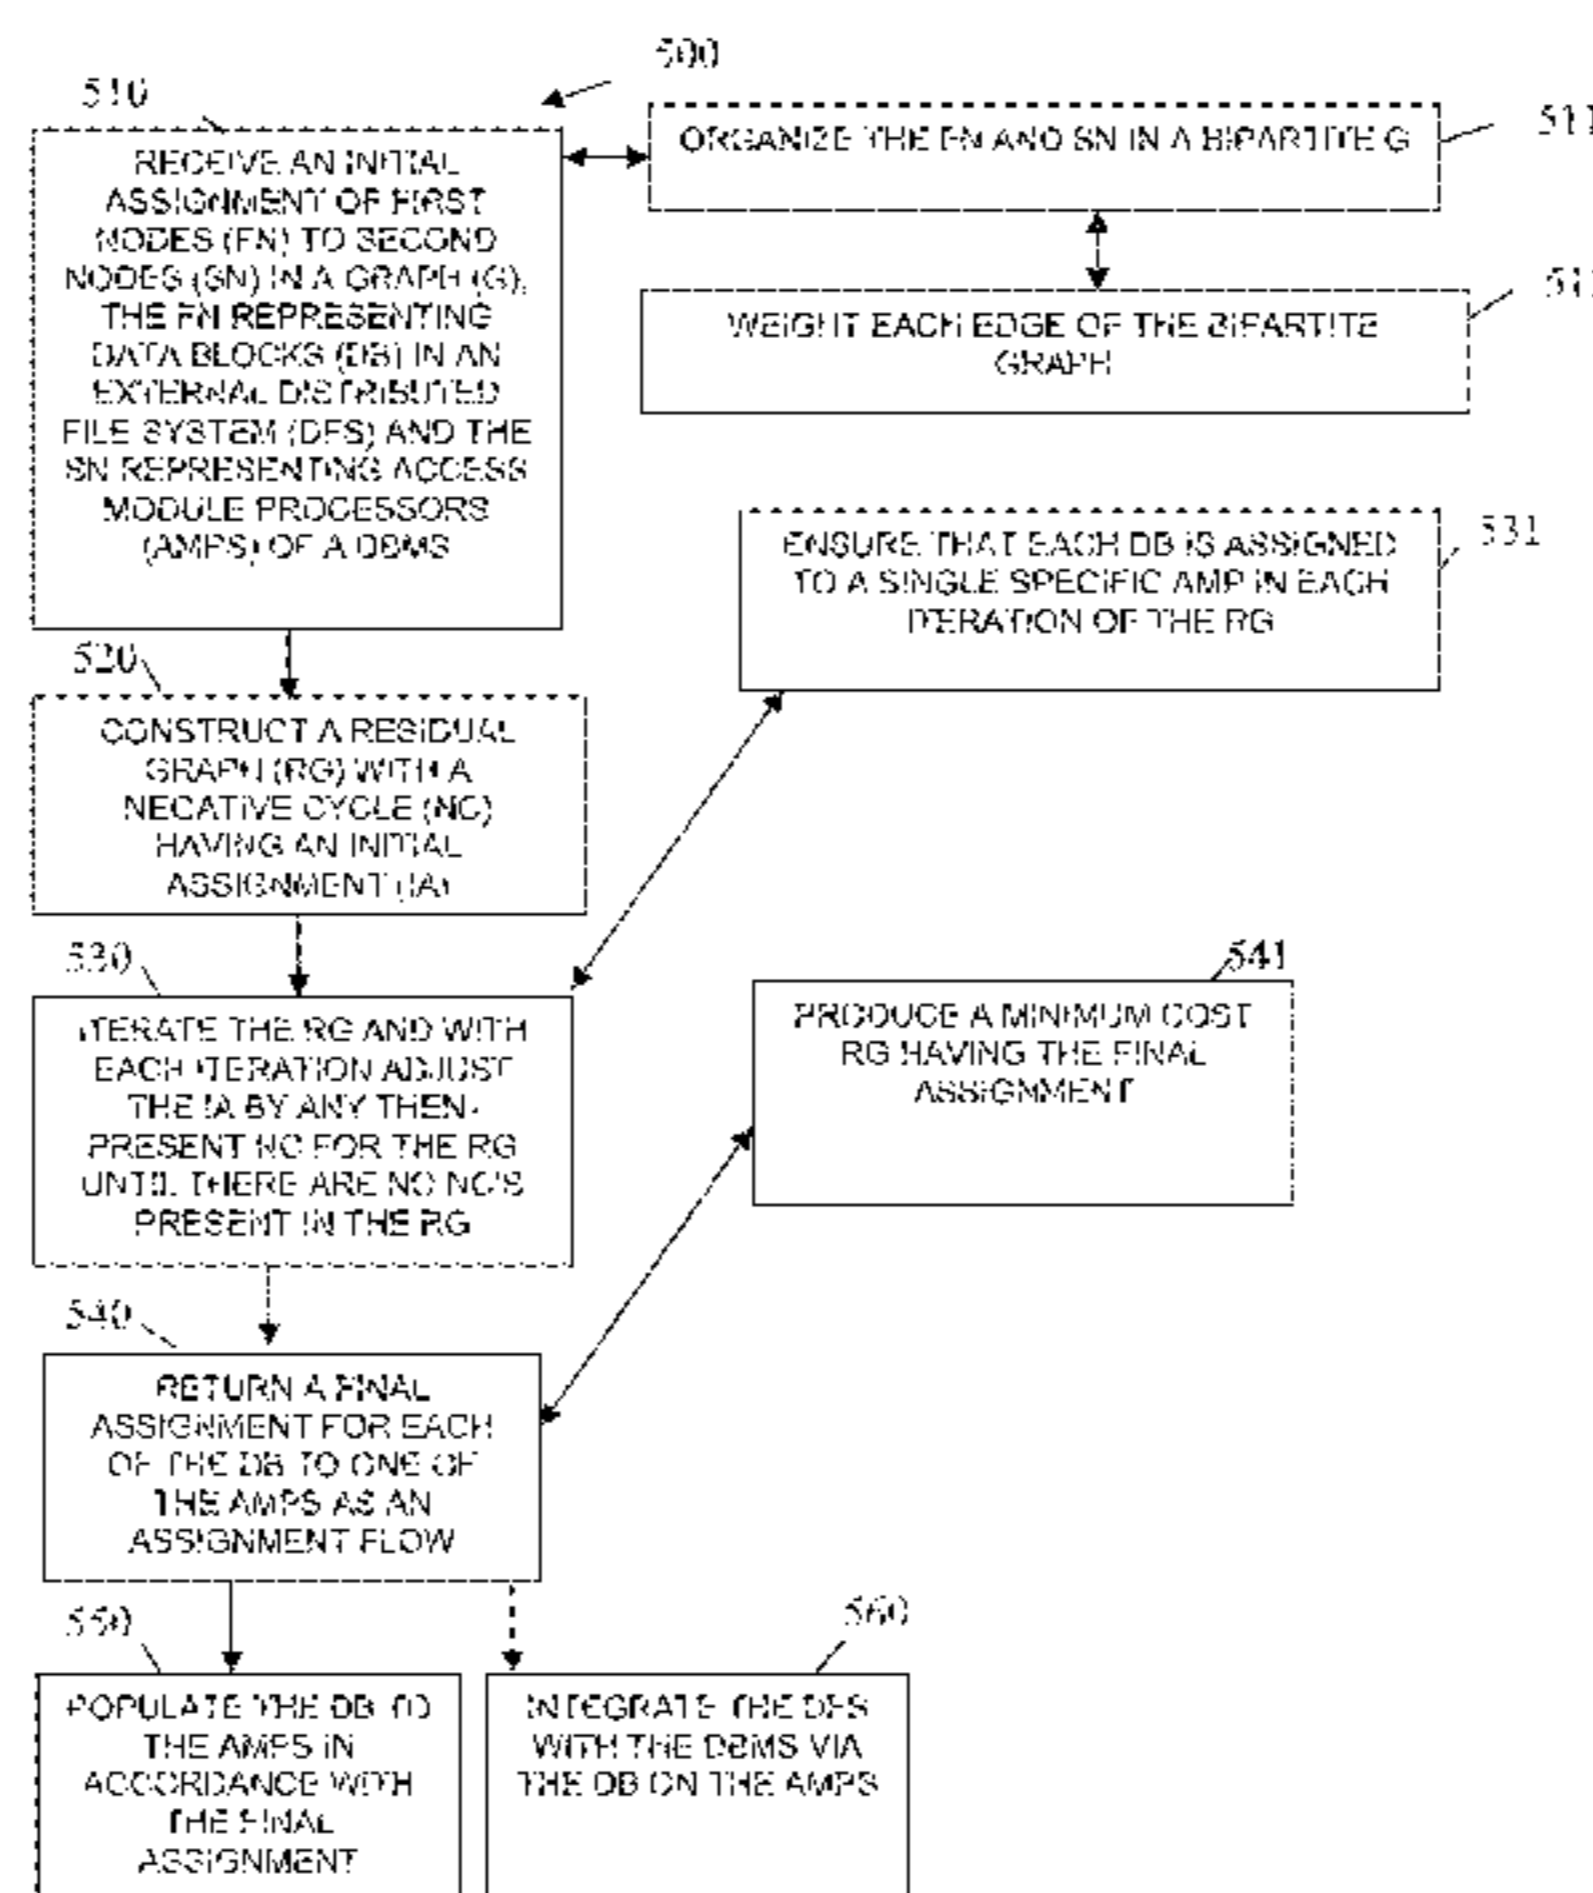 500
510
RECEIVE AN INITIAL
ASSIGNMENT OF FIRST
NODES (FN) TO SECOND
NODES (SN) IN A GRAPH (G),
THE FN REPRESENTING
DATA BLOCKS (DB) IN AN
EXTERNAL DISTRIBUTED
FILE SYSTEM (DFS) AND THE
SN REPRESENTING ACCESS
MODULE PROCESSORS
(AMPS) OF A DBMS
ORGANIZE THE FN AND SN IN A BIPARTITE G
511
WEIGHT EACH EDGE OF THE BIPARTITE
GRAPH
ENSURE THAT EACH DB IS ASSIGNED
TO A SINGLE SPECIFIC AMP IN EACH
ITERATION OF THE RG
531
520
CONSTRUCT A RESIDUAL
GRAPH (RG) WITH A
NEGATIVE CYCLE (NC)
HAVING AN INITIAL
ASSIGNMENT (IA)
530
ITERATE THE RG AND WITH
EACH ITERATION ADJUST
THE IA BY ANY THEN-
PRESENT NC FOR THE RG
UNTIL THERE ARE NO NC'S
PRESENT IN THE RG
541
PRODUCE A MINIMUM COST
RG HAVING THE FINAL
ASSIGNMENT
540
RETURN A FINAL
ASSIGNMENT FOR EACH
OF THE DB TO ONE OF
THE AMPS AS AN
ASSIGNMENT FLOW
550
POPULATE THE DB TO
THE AMPS IN
ACCORDANCE WITH
THE FINAL
ASSIGNMENT
560
INTEGRATE THE DFS
WITH THE DBMS VIA
THE DB ON THE AMPS